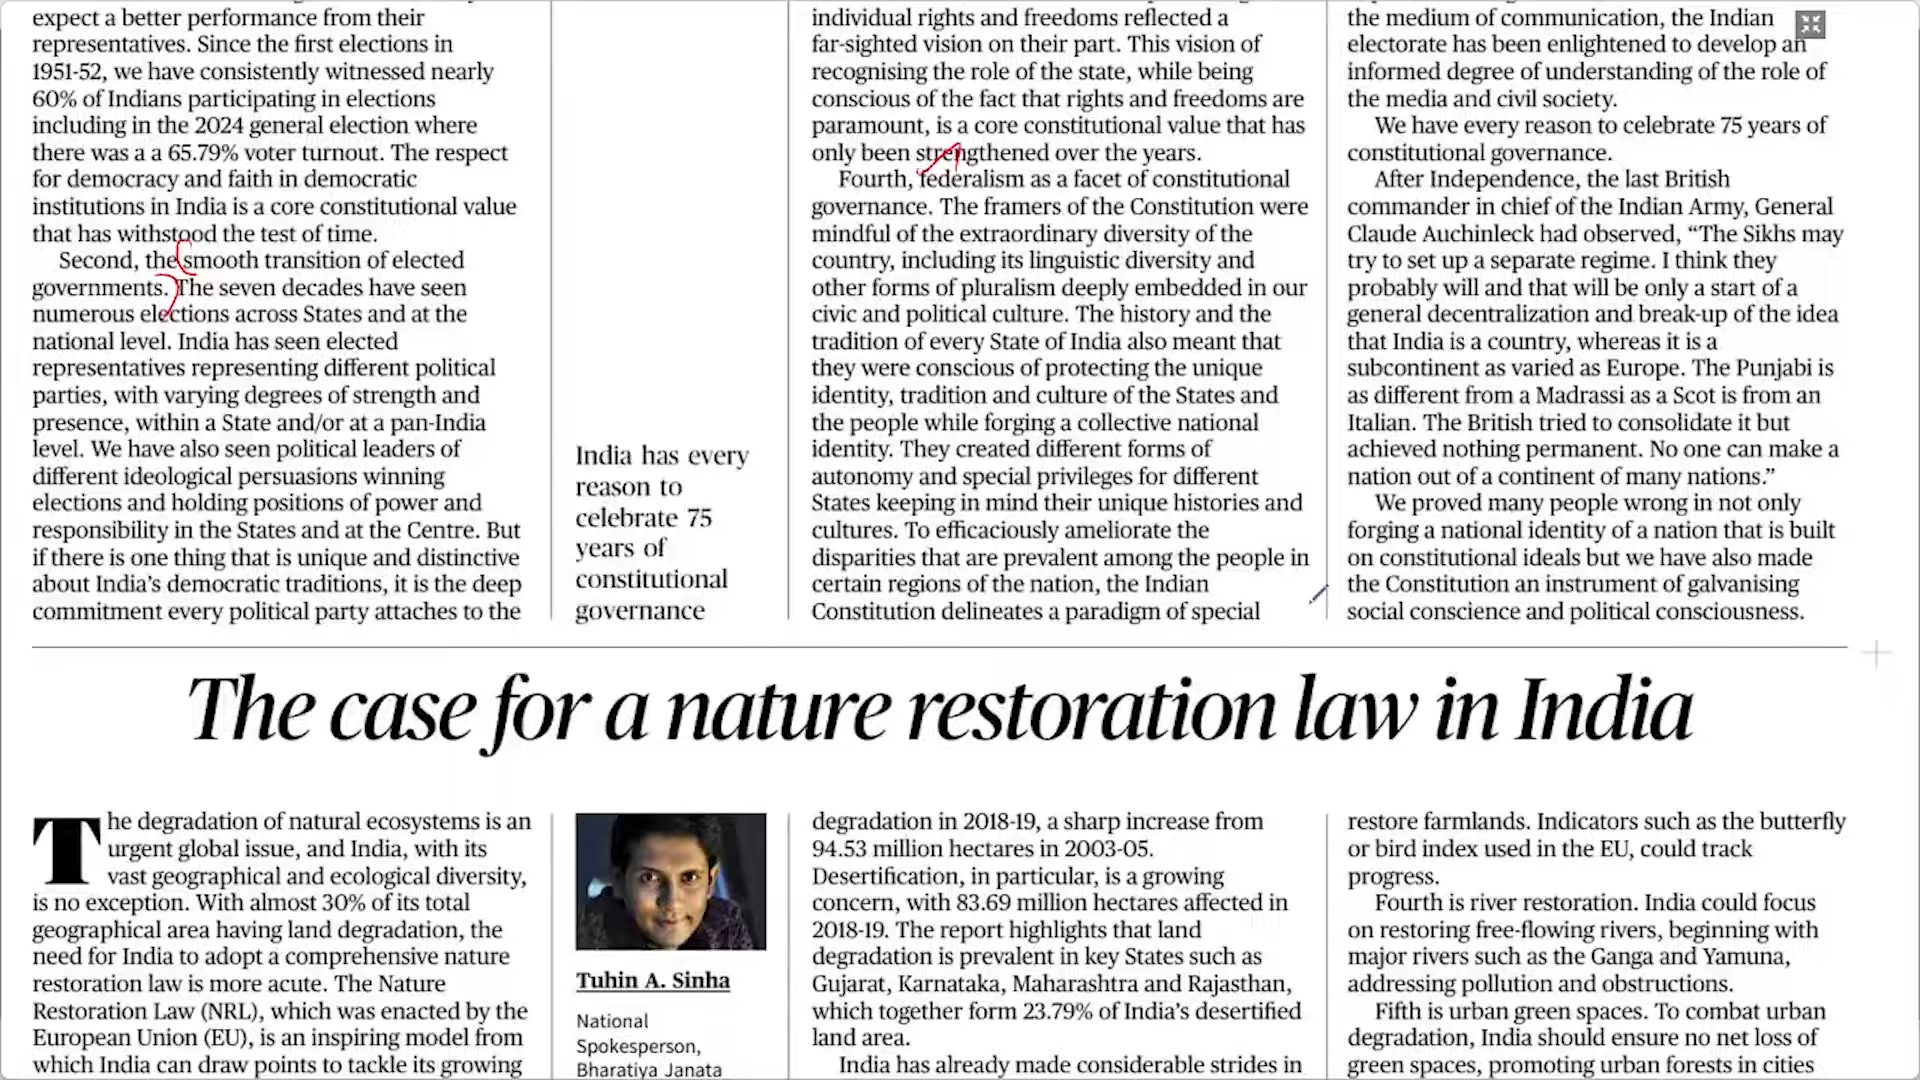 expect a better performance from their
representatives. Since the first elections in
1951-52, we have consistently witnessed nearly
60% of Indians participating in elections
including in the 2024 general election where
there was a a 65.79% voter turnout. The respect
for democracy and faith in democratic
institutions in India is a core constitutional value
that has withstood the test of time.
Second, the smooth transition of elected
governments. The seven decades have seen
numerous elections across States and at the
national level. India has seen elected
representatives representing different political
parties, with varying degrees of strength and
presence, within a State and/or at a pan-India
level. We have also seen political leaders of
different ideological persuasions winning
elections and holding positions of power and
responsibility in the States and at the Centre. But
if there is one thing that is unique and distinctive
about India’s democratic traditions, it is the deep
commitment every political party attaches to the
India has every
reason to
celebrate 75
years of
constitutional
governance
individual rights and freedoms reflected a
far-sighted vision on their part. This vision of
recognising the role of the state, while being
conscious of the fact that rights and freedoms are
paramount, is a core constitutional value that has
only been strengthened over the years.
Fourth, federalism as a facet of constitutional
governance. The framers of the Constitution were
mindful of the extraordinary diversity of the
country, including its linguistic diversity and
other forms of pluralism deeply embedded in our
civic and political culture. The history and the
tradition of every State of India also meant that
they were conscious of protecting the unique
identity, tradition and culture of the States and
the people while forging a collective national
identity. They created different forms of
autonomy and special privileges for different
States keeping in mind their unique histories and
cultures. To efficaciously ameliorate the
disparities that are prevalent among the people in
certain regions of the nation, the Indian
Constitution delineates a paradigm of special
the medium of communication, the Indian
electorate has been enlightened to develop an
informed degree of understanding of the role of
the media and civil society.
We have every reason to celebrate 75 years of
constitutional governance.
After Independence, the last British
commander in chief of the Indian Army, General
Claude Auchinleck had observed, “The Sikhs may
try to set up a separate regime. I think they
probably will and that will be only a start of a
general decentralization and break-up of the idea
that India is a country, whereas it is a
subcontinent as varied as Europe. The Punjabi is
as different from a Madrassi as a Scot is from an
Italian. The British tried to consolidate it but
achieved nothing permanent. No one can make a
nation out of a continent of many nations.”
We proved many people wrong in not only
forging a national identity of a nation that is built
on constitutional ideals but we have also made
the Constitution an instrument of galvanising
social conscience and political consciousness.
The case for a nature restoration law in India
The degradation of natural ecosystems is an
urgent global issue, and India, with its
vast geographical and ecological diversity,
is no exception. With almost 30% of its total
geographical area having land degradation, the
need for India to adopt a comprehensive nature
restoration law is more acute. The Nature
Restoration Law (NRL), which was enacted by the
European Union (EU), is an inspiring model from
which India can draw points to tackle its growing
Tuhin A. Sinha
National
Spokesperson,
Bharatiya Janata
degradation in 2018-19, a sharp increase from
94.53 million hectares in 2003-05.
Desertification, in particular, is a growing
concern, with 83.69 million hectares affected in
2018-19. The report highlights that land
degradation is prevalent in key States such as
Gujarat, Karnataka, Maharashtra and Rajasthan,
which together form 23.79% of India’s desertified
land area.
India has already made considerable strides in
restore farmlands. Indicators such as the butterfly
or bird index used in the EU, could track
progress.
Fourth is river restoration. India could focus
on restoring free-flowing rivers, beginning with
major rivers such as the Ganga and Yamuna,
addressing pollution and obstructions.
Fifth is urban green spaces. To combat urban
degradation, India should ensure no net loss of
green spaces, promoting urban forests in cities